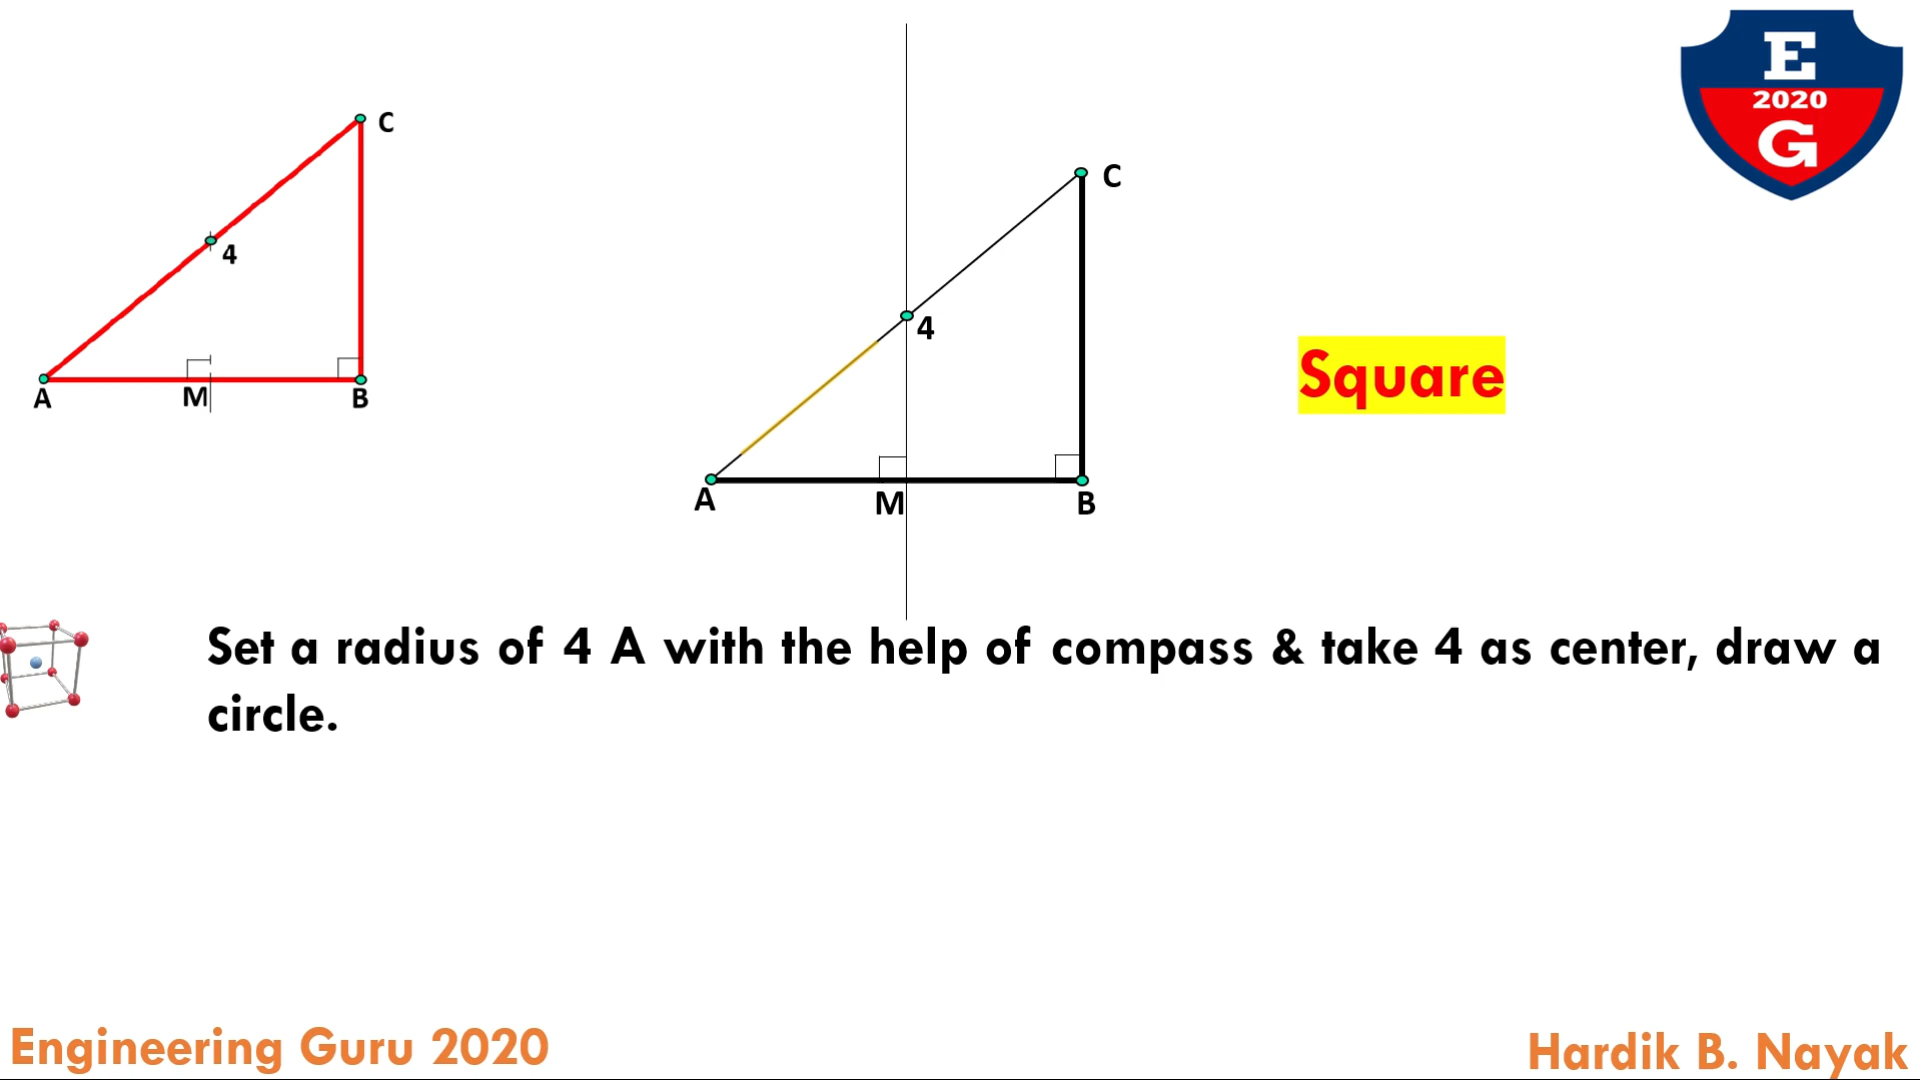 E
2020
G
C
4
A
M
B
C
4
A
M
B
Square
Set a radius of 4 A with the help of compass & take 4 as center, draw a
circle.
Engineering Guru 2020
Hardik B. Nayak